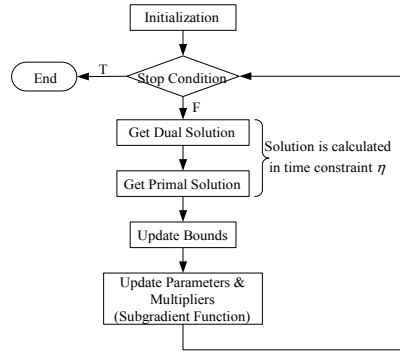 Initialization
End
T
Stop Condition
F
Get Dual Solution
Solution is calculated
in time constraint η
Get Primal Solution
Update Bounds
Update Parameters &
Multipliers
(Subgradient Function)